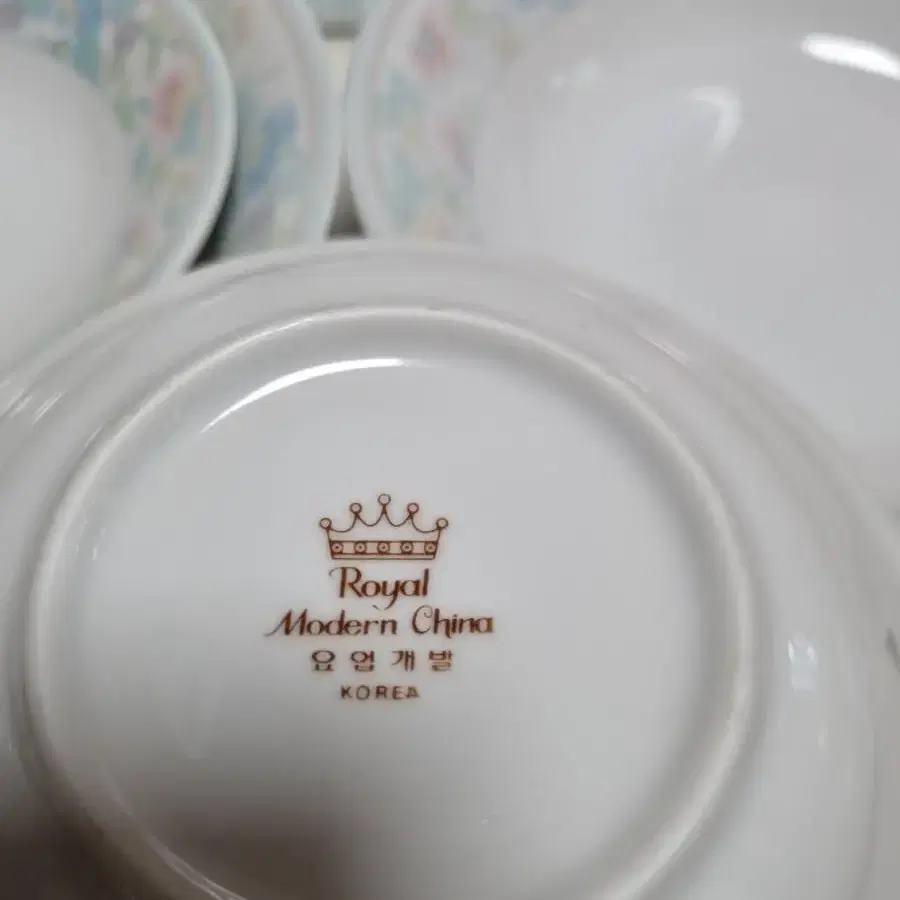 Royal
Modern China
요업개발
KOREA